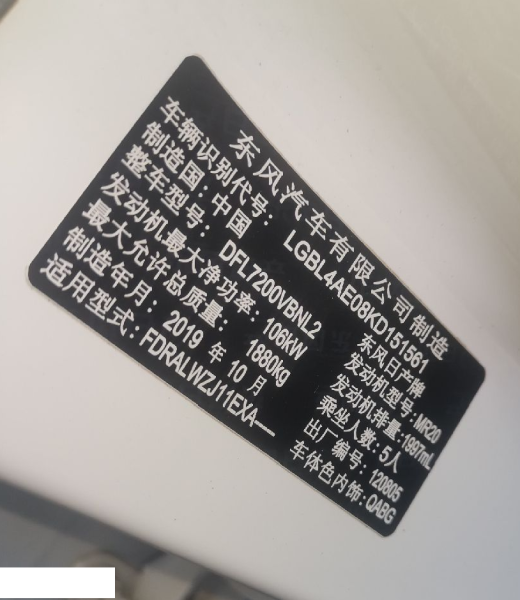 东风汽车有限公司制造
车辆识别代号: LGBL4AE08KD151561
制造国: 中国 东风日产牌
整车型号: DFL7200VBNL2 发动机型号: MR20
发动机最大净功率: 106kW 发动机排量: 1997mL
最大允许总质量: 1880kg 乘坐人数: 5人
制造年月: 2019 年 10 月 出厂编号: 120805
适用型式: FDRALWZJ11EXA— 车体色内饰: QABG